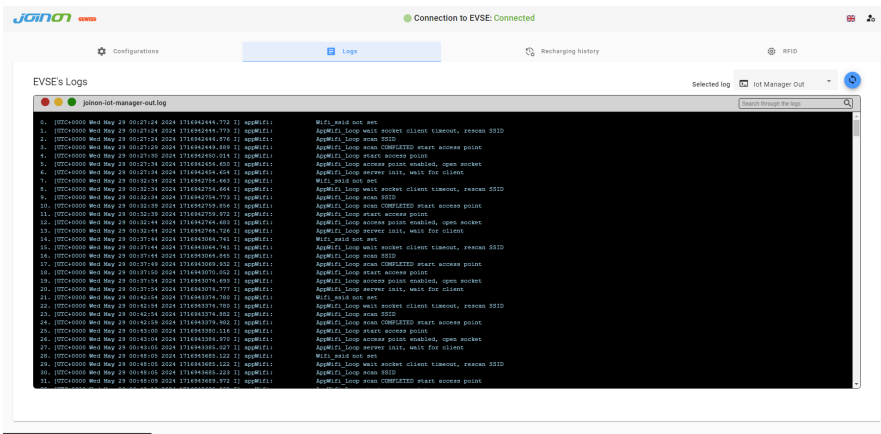 JOINON GEWISS
Connection to EVSE: Connected
Configurations
Logs
Recharging history
RFID
EVSE's Logs
Selected log
Iot Manager Out
joinon-iot-manager-out.log
Search through the logs
0. [UTC+0000 Wed May 29 00:27:24 2024 1716942444.772 I] appWifi: Wifi_ssid not set
1. [UTC+0000 Wed May 29 00:27:24 2024 1716942444.773 I] appWifi: AppWifi_Loop wait socket client timeout, rescan SSID
2. [UTC+0000 Wed May 29 00:27:24 2024 1716942444.876 I] appWifi: AppWifi_Loop scan SSID
3. [UTC+0000 Wed May 29 00:27:29 2024 1716942449.889 I] appWifi: AppWifi_Loop scan COMPLETED start access point
4. [UTC+0000 Wed May 29 00:27:30 2024 1716942450.014 I] appWifi: AppWifi_Loop start access point
5. [UTC+0000 Wed May 29 00:27:34 2024 1716942454.650 I] appWifi: AppWifi_Loop access point enabled, open socket
6. [UTC+0000 Wed May 29 00:27:34 2024 1716942454.654 I] appWifi: AppWifi_Loop server init, wait for client
7. [UTC+0000 Wed May 29 00:32:34 2024 1716942754.663 I] appWifi: Wifi_ssid not set
8. [UTC+0000 Wed May 29 00:32:34 2024 1716942754.664 I] appWifi: AppWifi_Loop wait socket client timeout, rescan SSID
9. [UTC+0000 Wed May 29 00:32:34 2024 1716942754.773 I] appWifi: AppWifi_Loop scan SSID
10. [UTC+0000 Wed May 29 00:32:39 2024 1716942759.856 I] appWifi: AppWifi_Loop scan COMPLETED start access point
11. [UTC+0000 Wed May 29 00:32:39 2024 1716942759.972 I] appWifi: AppWifi_Loop start access point
12. [UTC+0000 Wed May 29 00:32:44 2024 1716942764.683 I] appWifi: AppWifi_Loop access point enabled, open socket
13. [UTC+0000 Wed May 29 00:32:44 2024 1716942764.726 I] appWifi: AppWifi_Loop server init, wait for client
14. [UTC+0000 Wed May 29 00:37:44 2024 1716943064.741 I] appWifi: Wifi_ssid not set
15. [UTC+0000 Wed May 29 00:37:44 2024 1716943064.741 I] appWifi: AppWifi_Loop wait socket client timeout, rescan SSID
16. [UTC+0000 Wed May 29 00:37:44 2024 1716943064.845 I] appWifi: AppWifi_Loop scan SSID
17. [UTC+0000 Wed May 29 00:37:49 2024 1716943069.932 I] appWifi: AppWifi_Loop scan COMPLETED start access point
18. [UTC+0000 Wed May 29 00:37:50 2024 1716943070.052 I] appWifi: AppWifi_Loop start access point
19. [UTC+0000 Wed May 29 00:37:54 2024 1716943074.693 I] appWifi: AppWifi_Loop access point enabled, open socket
20. [UTC+0000 Wed May 29 00:37:54 2024 1716943074.777 I] appWifi: AppWifi_Loop server init, wait for client
21. [UTC+0000 Wed May 29 00:42:54 2024 1716943374.780 I] appWifi: Wifi_ssid not set
22. [UTC+0000 Wed May 29 00:42:54 2024 1716943374.780 I] appWifi: AppWifi_Loop wait socket client timeout, rescan SSID
23. [UTC+0000 Wed May 29 00:42:54 2024 1716943374.882 I] appWifi: AppWifi_Loop scan SSID
24. [UTC+0000 Wed May 29 00:42:59 2024 1716943379.982 I] appWifi: AppWifi_Loop scan COMPLETED start access point
25. [UTC+0000 Wed May 29 00:43:00 2024 1716943380.116 I] appWifi: AppWifi_Loop start access point
26. [UTC+0000 Wed May 29 00:43:04 2024 1716943384.970 I] appWifi: AppWifi_Loop access point enabled, open socket
27. [UTC+0000 Wed May 29 00:43:05 2024 1716943385.027 I] appWifi: AppWifi_Loop server init, wait for client
28. [UTC+0000 Wed May 29 00:48:05 2024 1716943685.122 I] appWifi: Wifi_ssid not set
29. [UTC+0000 Wed May 29 00:48:05 2024 1716943685.122 I] appWifi: AppWifi_Loop wait socket client timeout, rescan SSID
30. [UTC+0000 Wed May 29 00:48:05 2024 1716943685.223 I] appWifi: AppWifi_Loop scan SSID
31. [UTC+0000 Wed May 29 00:48:09 2024 1716943689.972 I] appWifi: AppWifi_Loop scan COMPLETED start access point